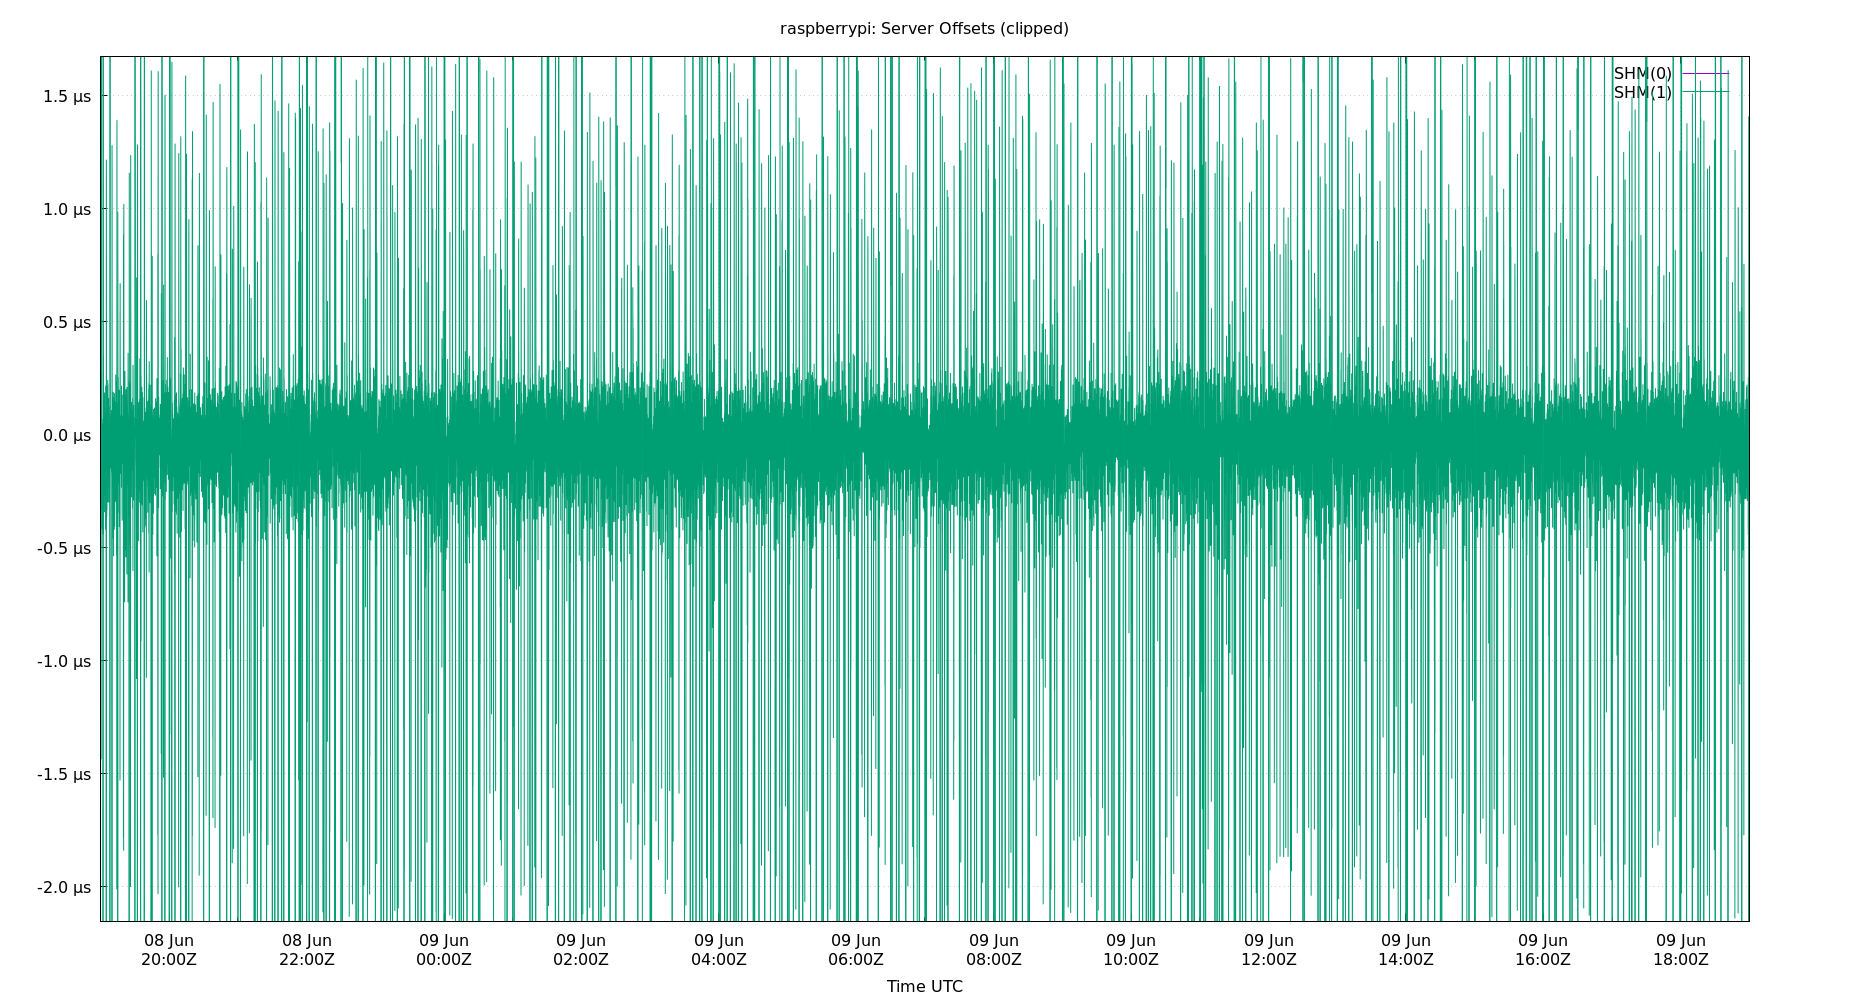 raspberrypi: Server Offsets (clipped)
SHM(0)
SHM(1)
1.5 µs
1.0 µs
0.5 µs
0.0 µs
-0.5 µs
-1.0 µs
-1.5 µs
-2.0 µs
08 Jun 08 Jun 09 Jun 09 Jun 09 Jun 09 Jun 09 Jun 09 Jun 09 Jun 09 Jun 09 Jun 09 Jun
20:00Z 22:00Z 00:00Z 02:00Z 04:00Z 06:00Z 08:00Z 10:00Z 12:00Z 14:00Z 16:00Z 18:00Z
Time UTC